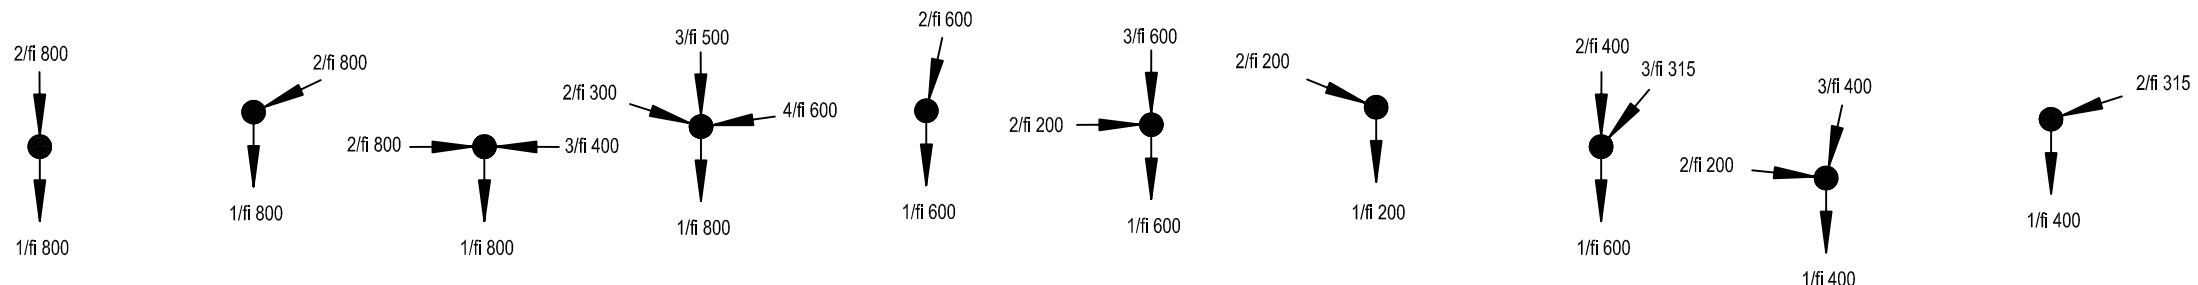 2/fi 800
1/fi 800
2/fi 800
1/fi 800
2/fi 800
3/fi 400
1/fi 800
3/fi 500
2/fi 300
4/fi 600
1/fi 800
2/fi 600
1/fi 600
3/fi 600
2/fi 200
1/fi 600
2/fi 200
1/fi 200
2/fi 400
3/fi 315
1/fi 600
3/fi 400
2/fi 200
1/fi 400
2/fi 315
1/fi 400